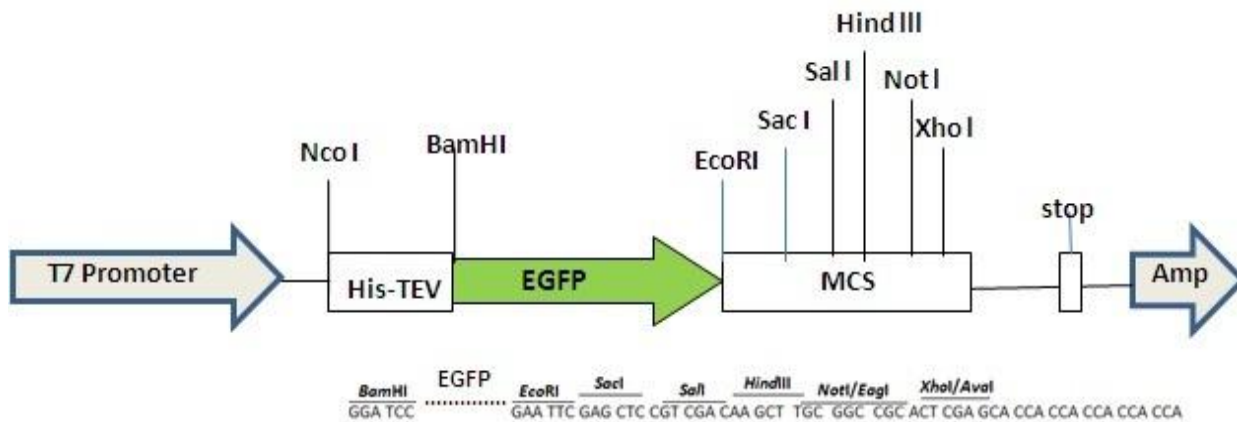 Hind III
Sal I
Not I
Sac I
Xho I
Nco I
BamHI
EcoRI
stop
T7 Promoter
His-TEV
EGFP
MCS
Amp
BamHI EGFP EcoRI SacI SalI HindIII NotI/EagI XhoI/AvaI
GGA TCC GAA TTC GAG CTC CGT CGA CAA GCT TGC GGC CGC ACT CGA GCA CCA CCA CCA CCA CCA